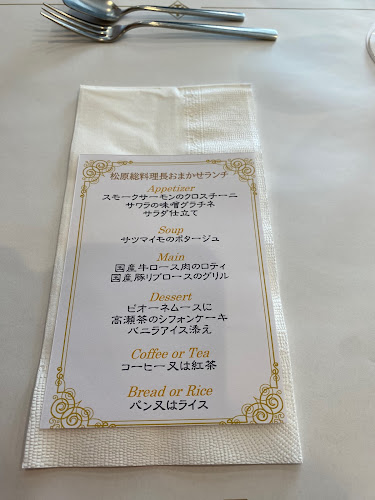 松原総料理長おまかせランチ
Appetizer
スモークサーモンのクロスチーニ
サワラの味噌グラチネ
サラダ仕立て
Soup
サツマイモのポタージュ
Main
国産牛ロース肉のロティ
国産豚リブロースのグリル
Dessert
ピオーネムースに
高瀬茶のシフォンケーキ
バニラアイス添え
Coffee or Tea
コーヒー又は紅茶
Bread or Rice
パン又はライス